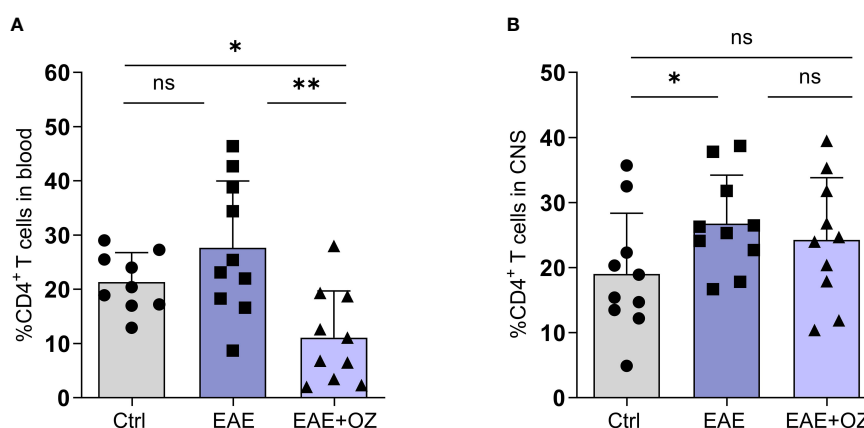 A
*
ns
**
60
50
40
30
20
10
0
%CD4+ T cells in blood
Ctrl
EAE
EAE+OZ
B
ns
*
ns
50
40
30
20
10
0
%CD4+ T cells in CNS
Ctrl
EAE
EAE+OZ